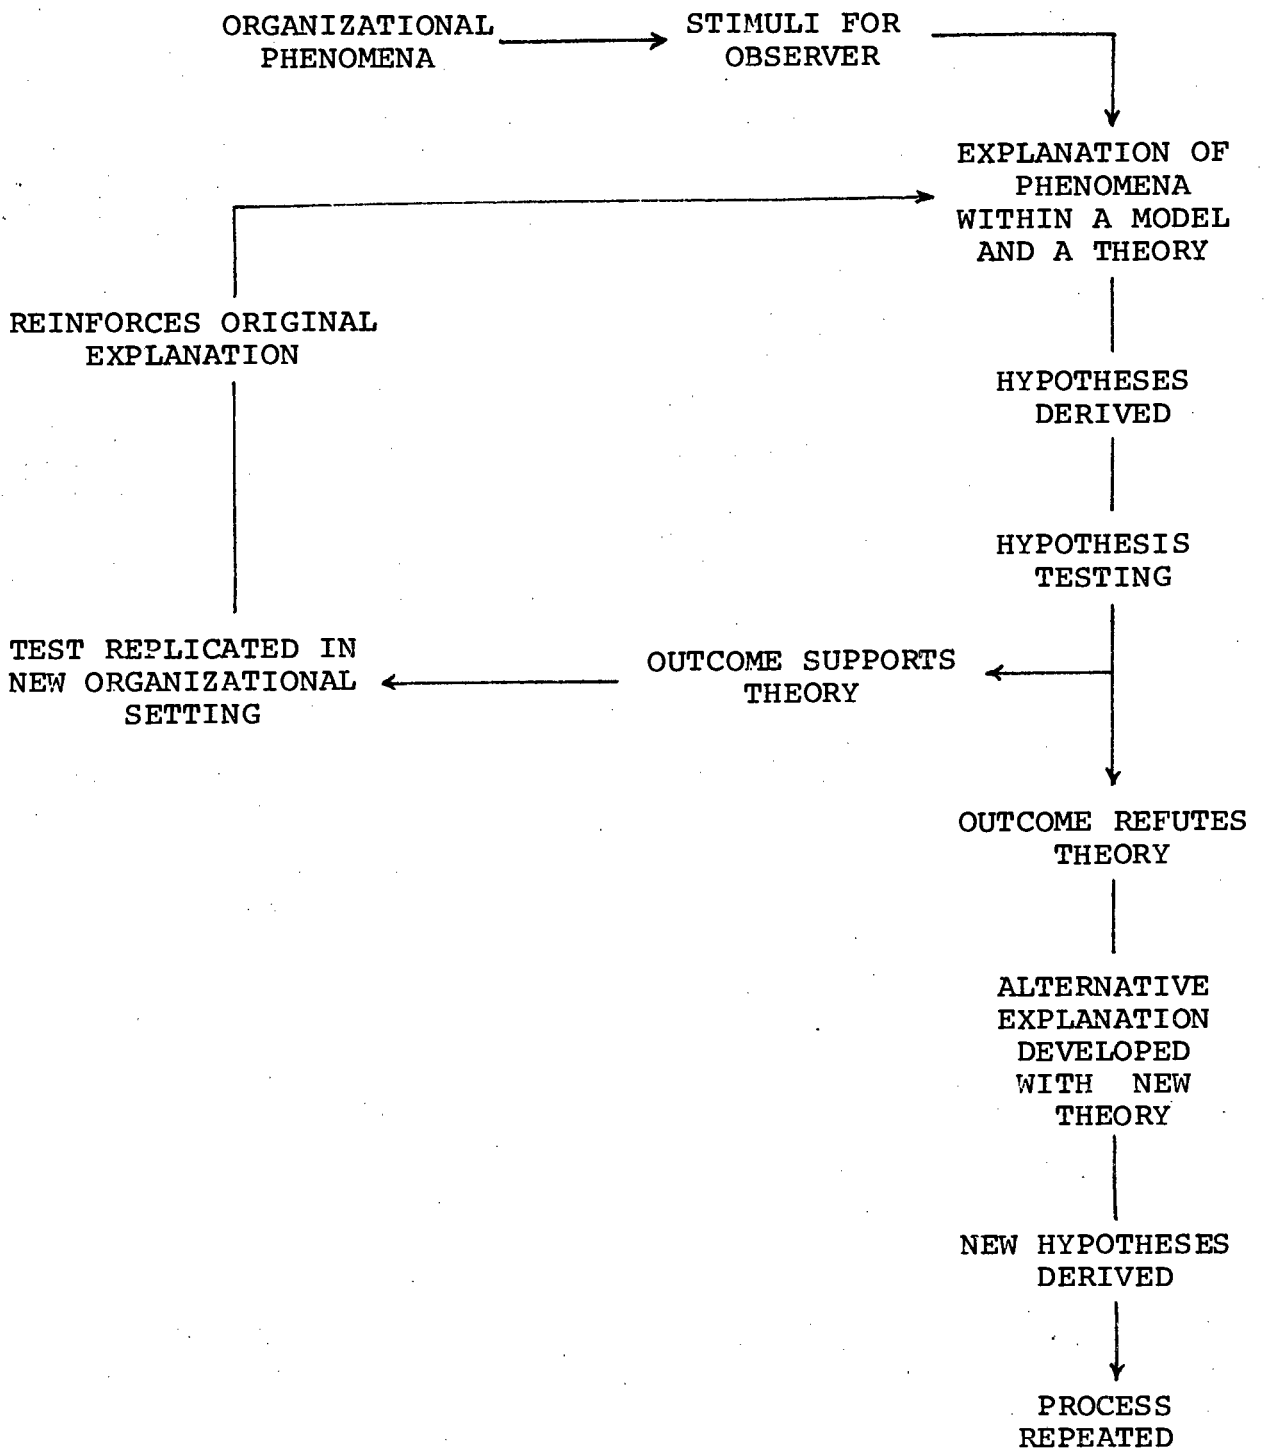 ORGANIZATIONAL
PHENOMENA
STIMULI FOR
OBSERVER
EXPLANATION OF
PHENOMENA
WITHIN A MODEL
AND A THEORY
REINFORCES ORIGINAL
EXPLANATION
HYPOTHESES
DERIVED
HYPOTHESIS
TESTING
TEST REPLICATED IN
NEW ORGANIZATIONAL
SETTING
OUTCOME SUPPORTS
THEORY
OUTCOME REFUTES
THEORY
ALTERNATIVE
EXPLANATION
DEVELOPED
WITH NEW
THEORY
NEW HYPOTHESES
DERIVED
PROCESS
REPEATED